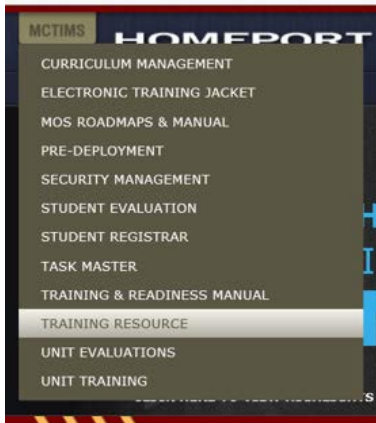 MCTIMS
HOMEPORT
CURRICULUM MANAGEMENT
ELECTRONIC TRAINING JACKET
MOS ROADMAPS & MANUAL
PRE-DEPLOYMENT
SECURITY MANAGEMENT
STUDENT EVALUATION
STUDENT REGISTRAR
TASK MASTER
TRAINING & READINESS MANUAL
TRAINING RESOURCE
UNIT EVALUATIONS
UNIT TRAINING